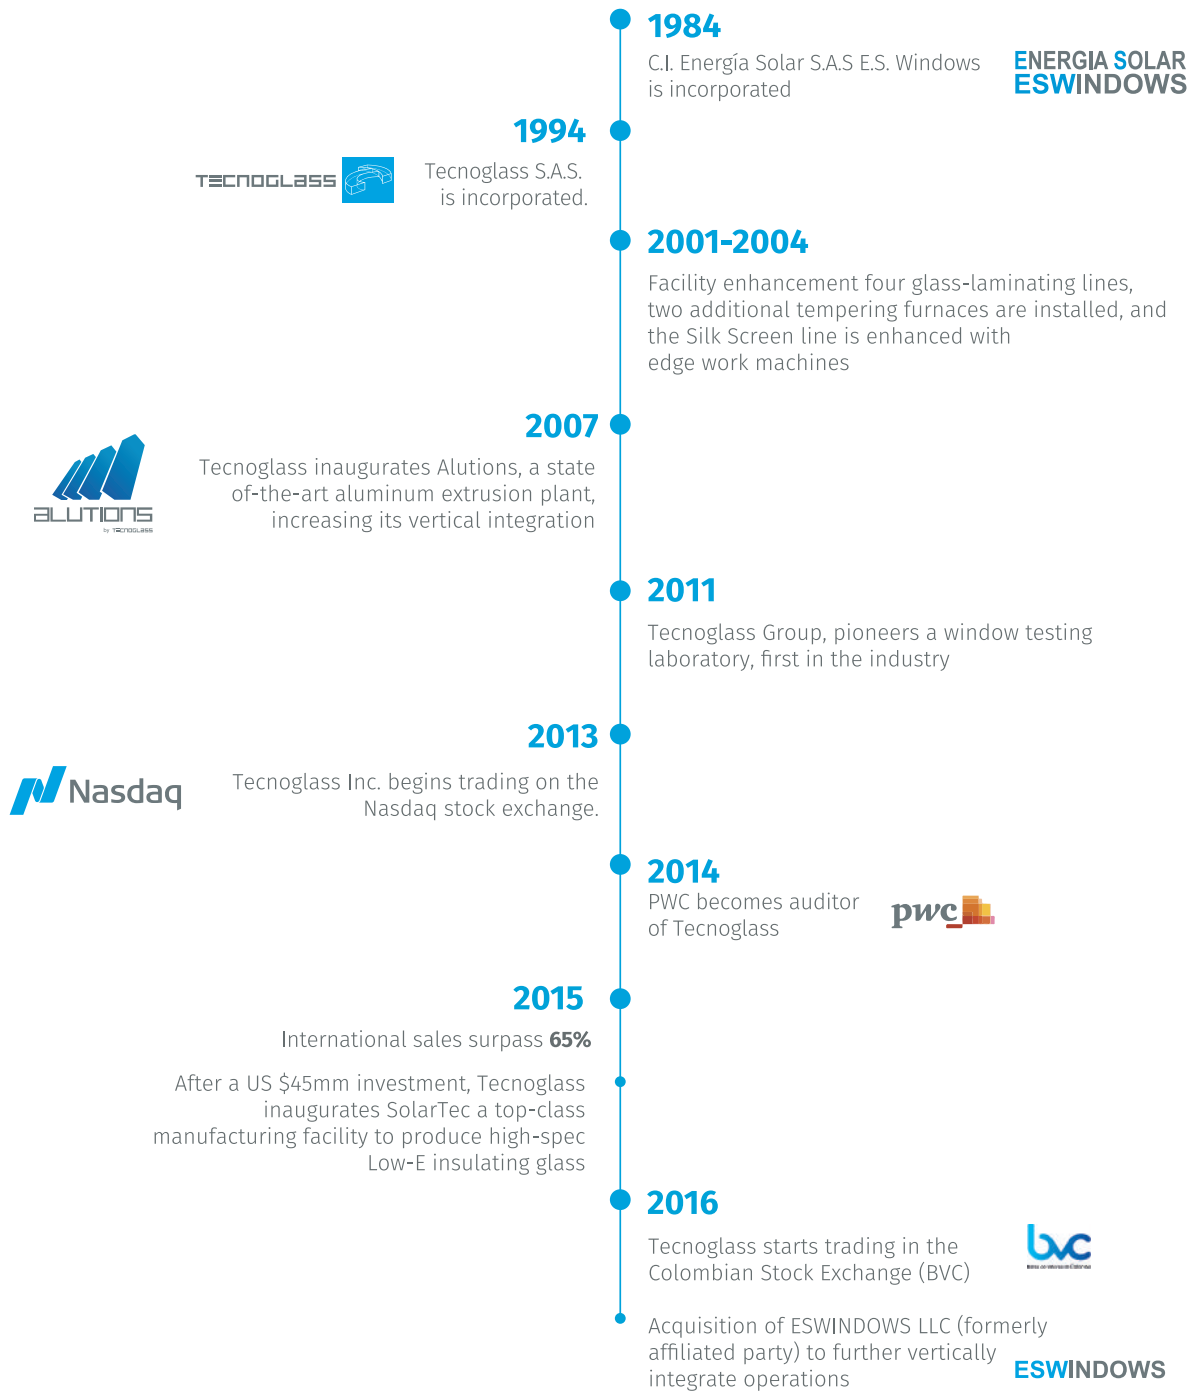 1984
C.I. Energía Solar S.A.S E.S. Windows
is incorporated
ENERGIA SOLAR
ESWINDOWS
1994
TECNOGLASS
Tecnoglass S.A.S.
is incorporated.
2001-2004
Facility enhancement four glass-laminating lines,
two additional tempering furnaces are installed, and
the Silk Screen line is enhanced with
edge work machines
2007
Tecnoglass inaugurates Alutions, a state
of-the-art aluminum extrusion plant,
increasing its vertical integration
ALUTIONS
by TECNOGLASS
2011
Tecnoglass Group, pioneers a window testing
laboratory, first in the industry
2013
Nasdaq
Tecnoglass Inc. begins trading on the
Nasdaq stock exchange.
2014
PWC becomes auditor
of Tecnoglass
pwc
2015
International sales surpass 65%
After a US $45mm investment, Tecnoglass
inaugurates SolarTec a top-class
manufacturing facility to produce high-spec
Low-E insulating glass
2016
Tecnoglass starts trading in the
Colombian Stock Exchange (BVC)
bvc
Acquisition of ESWINDOWS LLC (formerly
affiliated party) to further vertically
integrate operations
ESWINDOWS